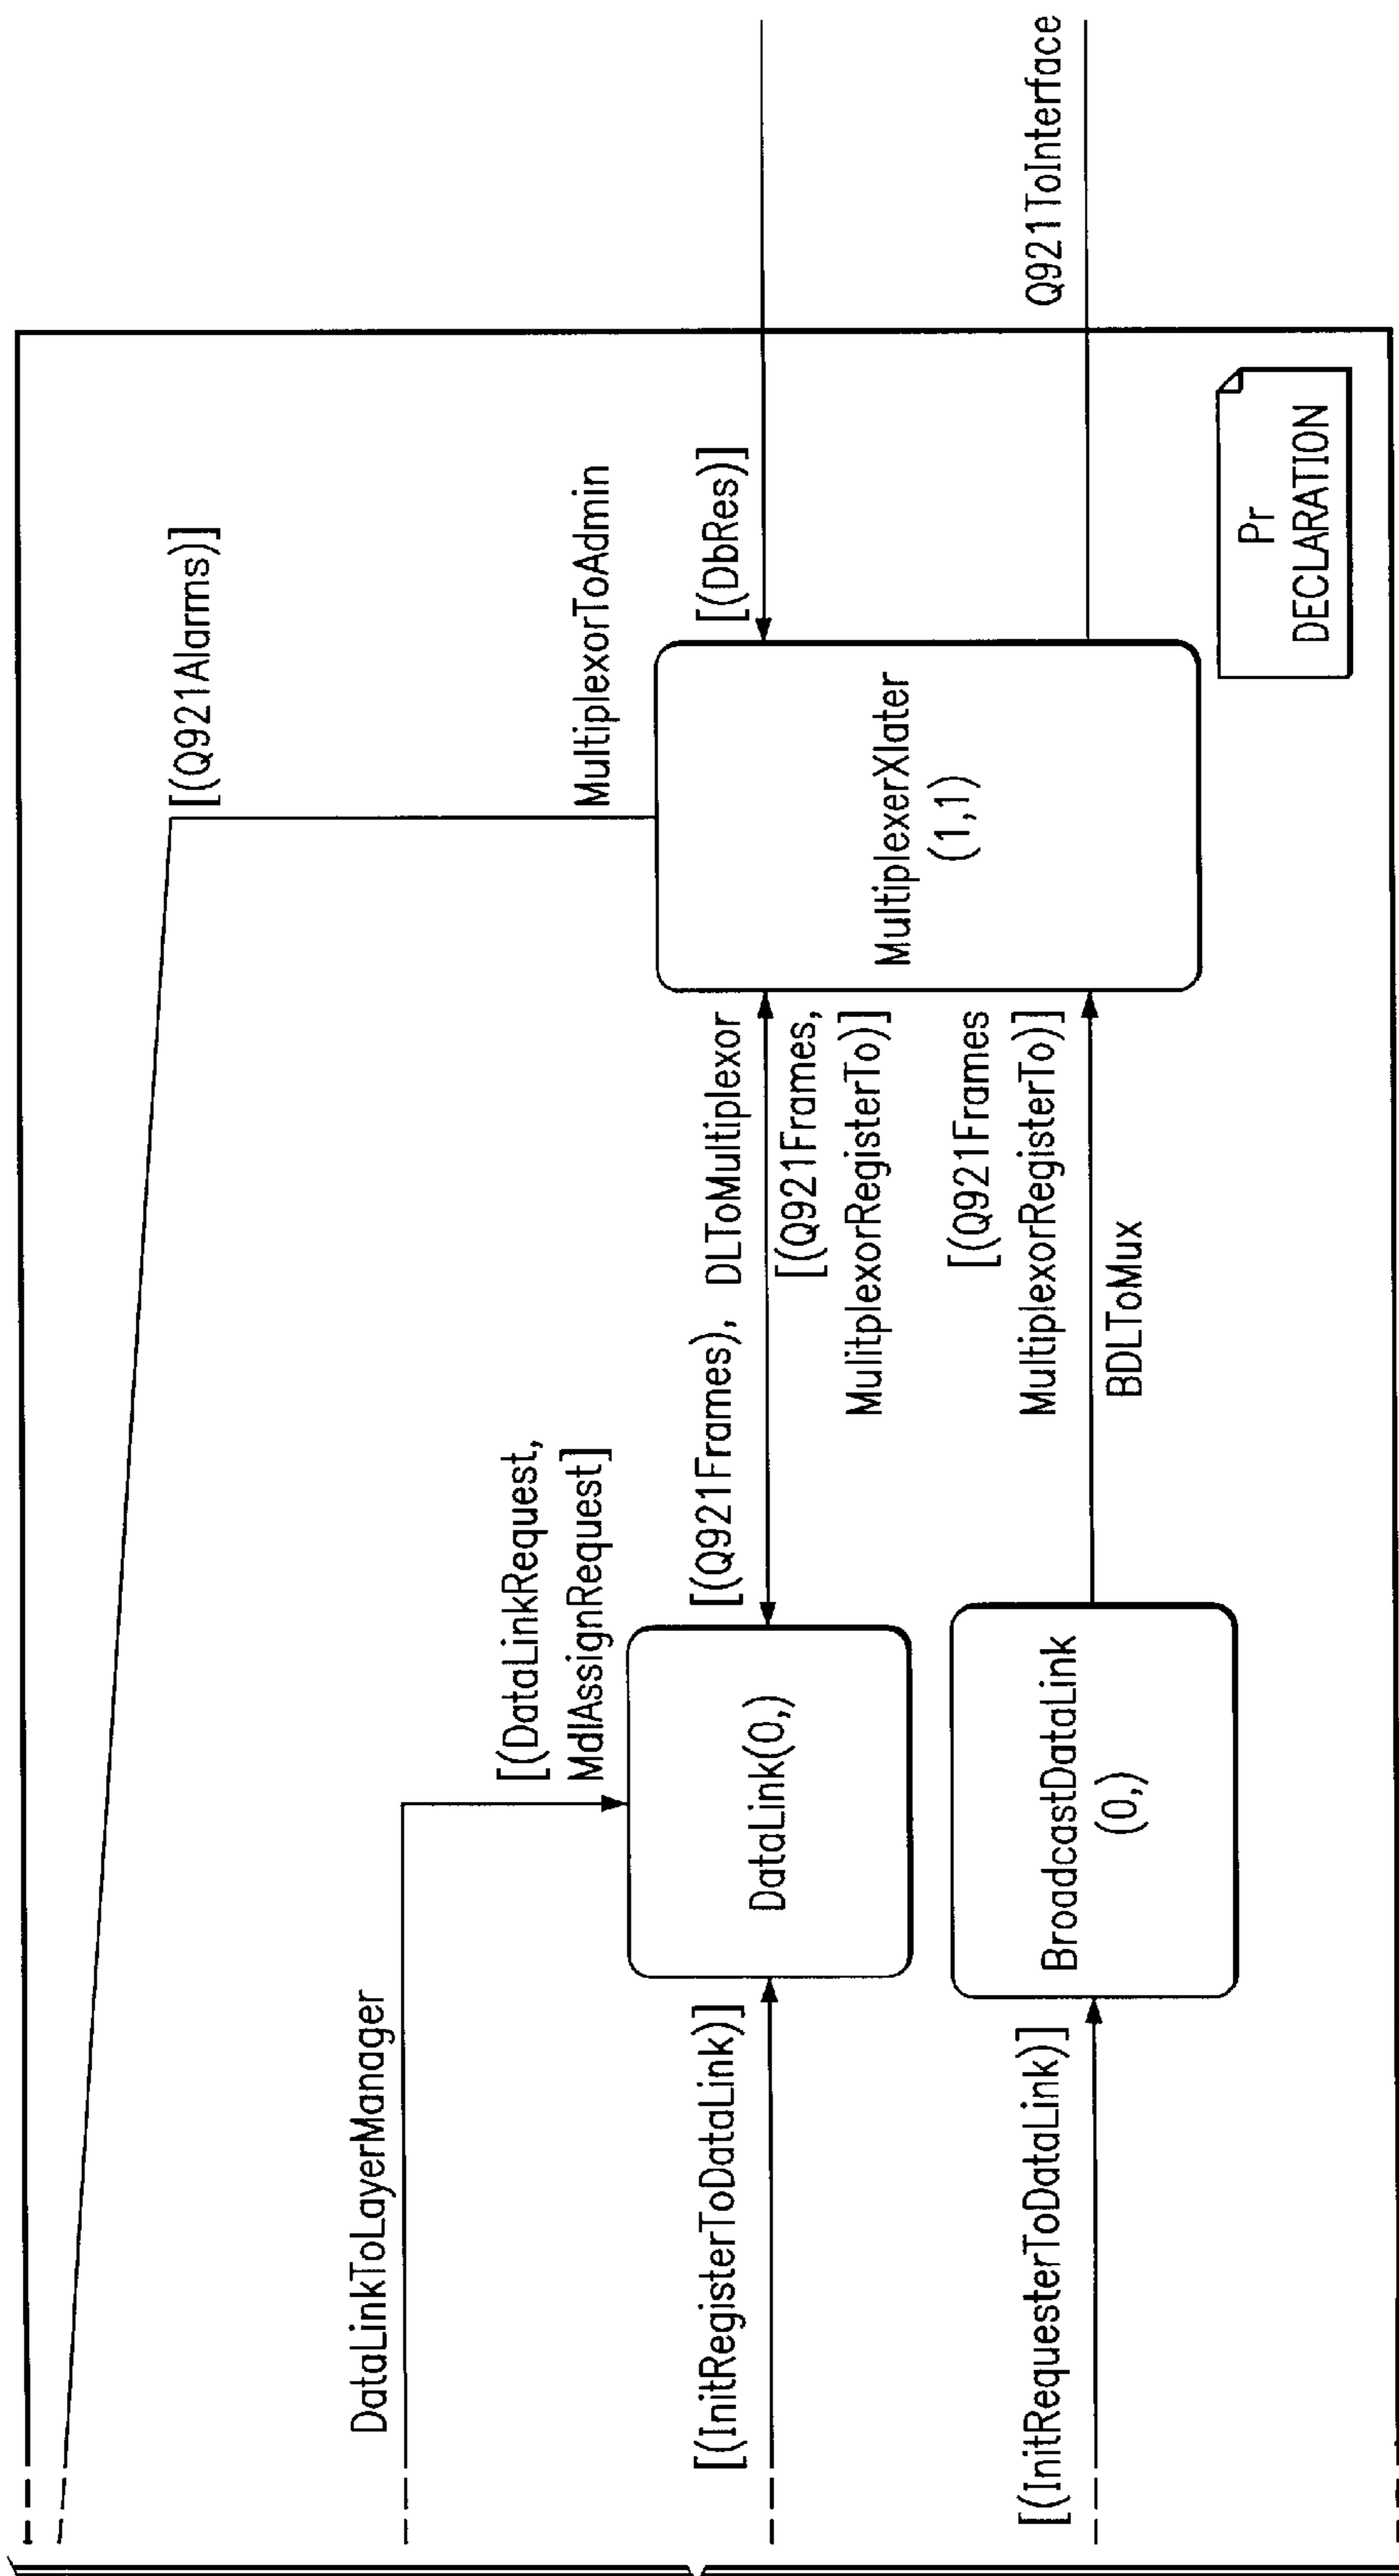 [(Q921Alarms)]
DataLinkToLayerManager
[(DataLinkRequest,
MdlAssignRequest]
MultiplexorToAdmin
[(InitRegisterToDataLink)]
DataLink(0,)
[(Q921Frames), DLToMultiplexor
[(Q921Frames,
MulitplexorRegisterTo)]
[(DbRes)]
MultiplexerXlater
(1,1)
[(InitRequesterToDataLink)]
BroadcastDataLink
(0,)
[(Q921Frames
MultiplexorRegisterTo)]
BDLToMux
Q921ToInterface
Pr
DECLARATION